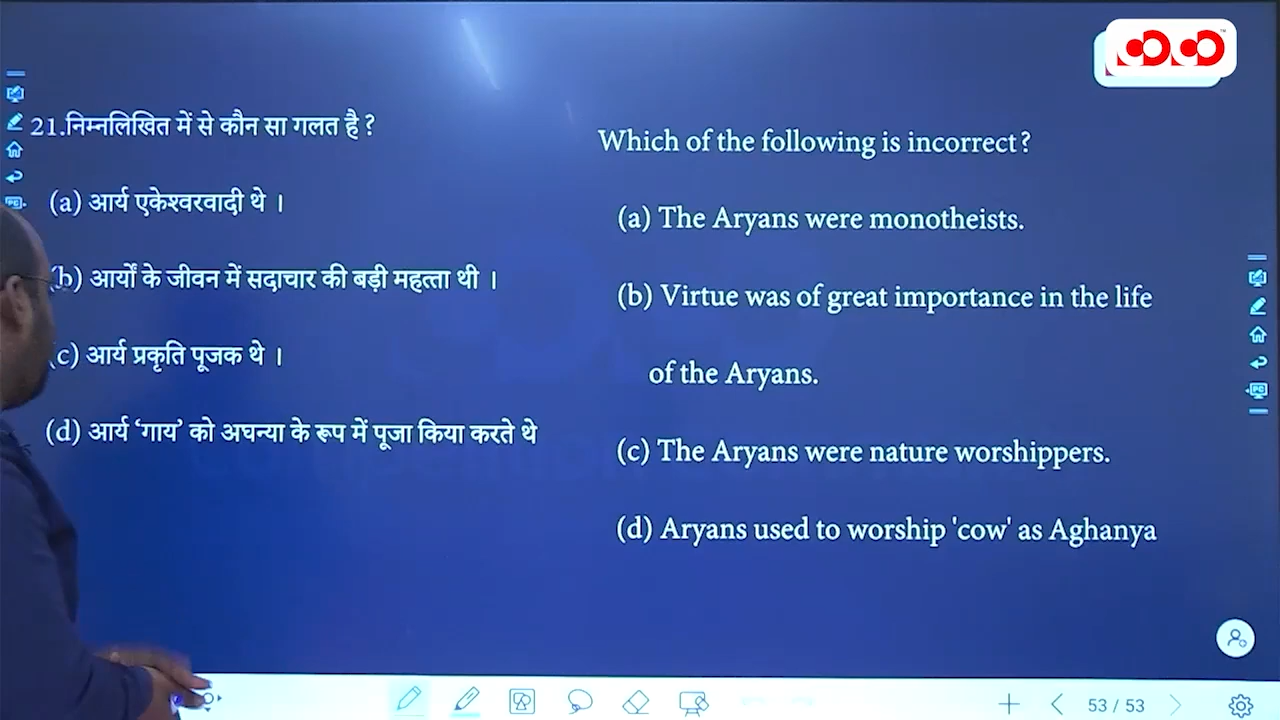 21.निम्नलिखित में से कौन सा गलत है ?
(a) आर्य एकेश्वरवादी थे ।
(b) आर्यों के जीवन में सदाचार की बड़ी महत्ता थी ।
(c) आर्य प्रकृति पूजक थे ।
(d) आर्य ‘गाय’ को अघन्या के रूप में पूजा किया करते थे
Which of the following is incorrect?
(a) The Aryans were monotheists.
(b) Virtue was of great importance in the life
of the Aryans.
(c) The Aryans were nature worshippers.
(d) Aryans used to worship 'cow' as Aghanya
53 / 53